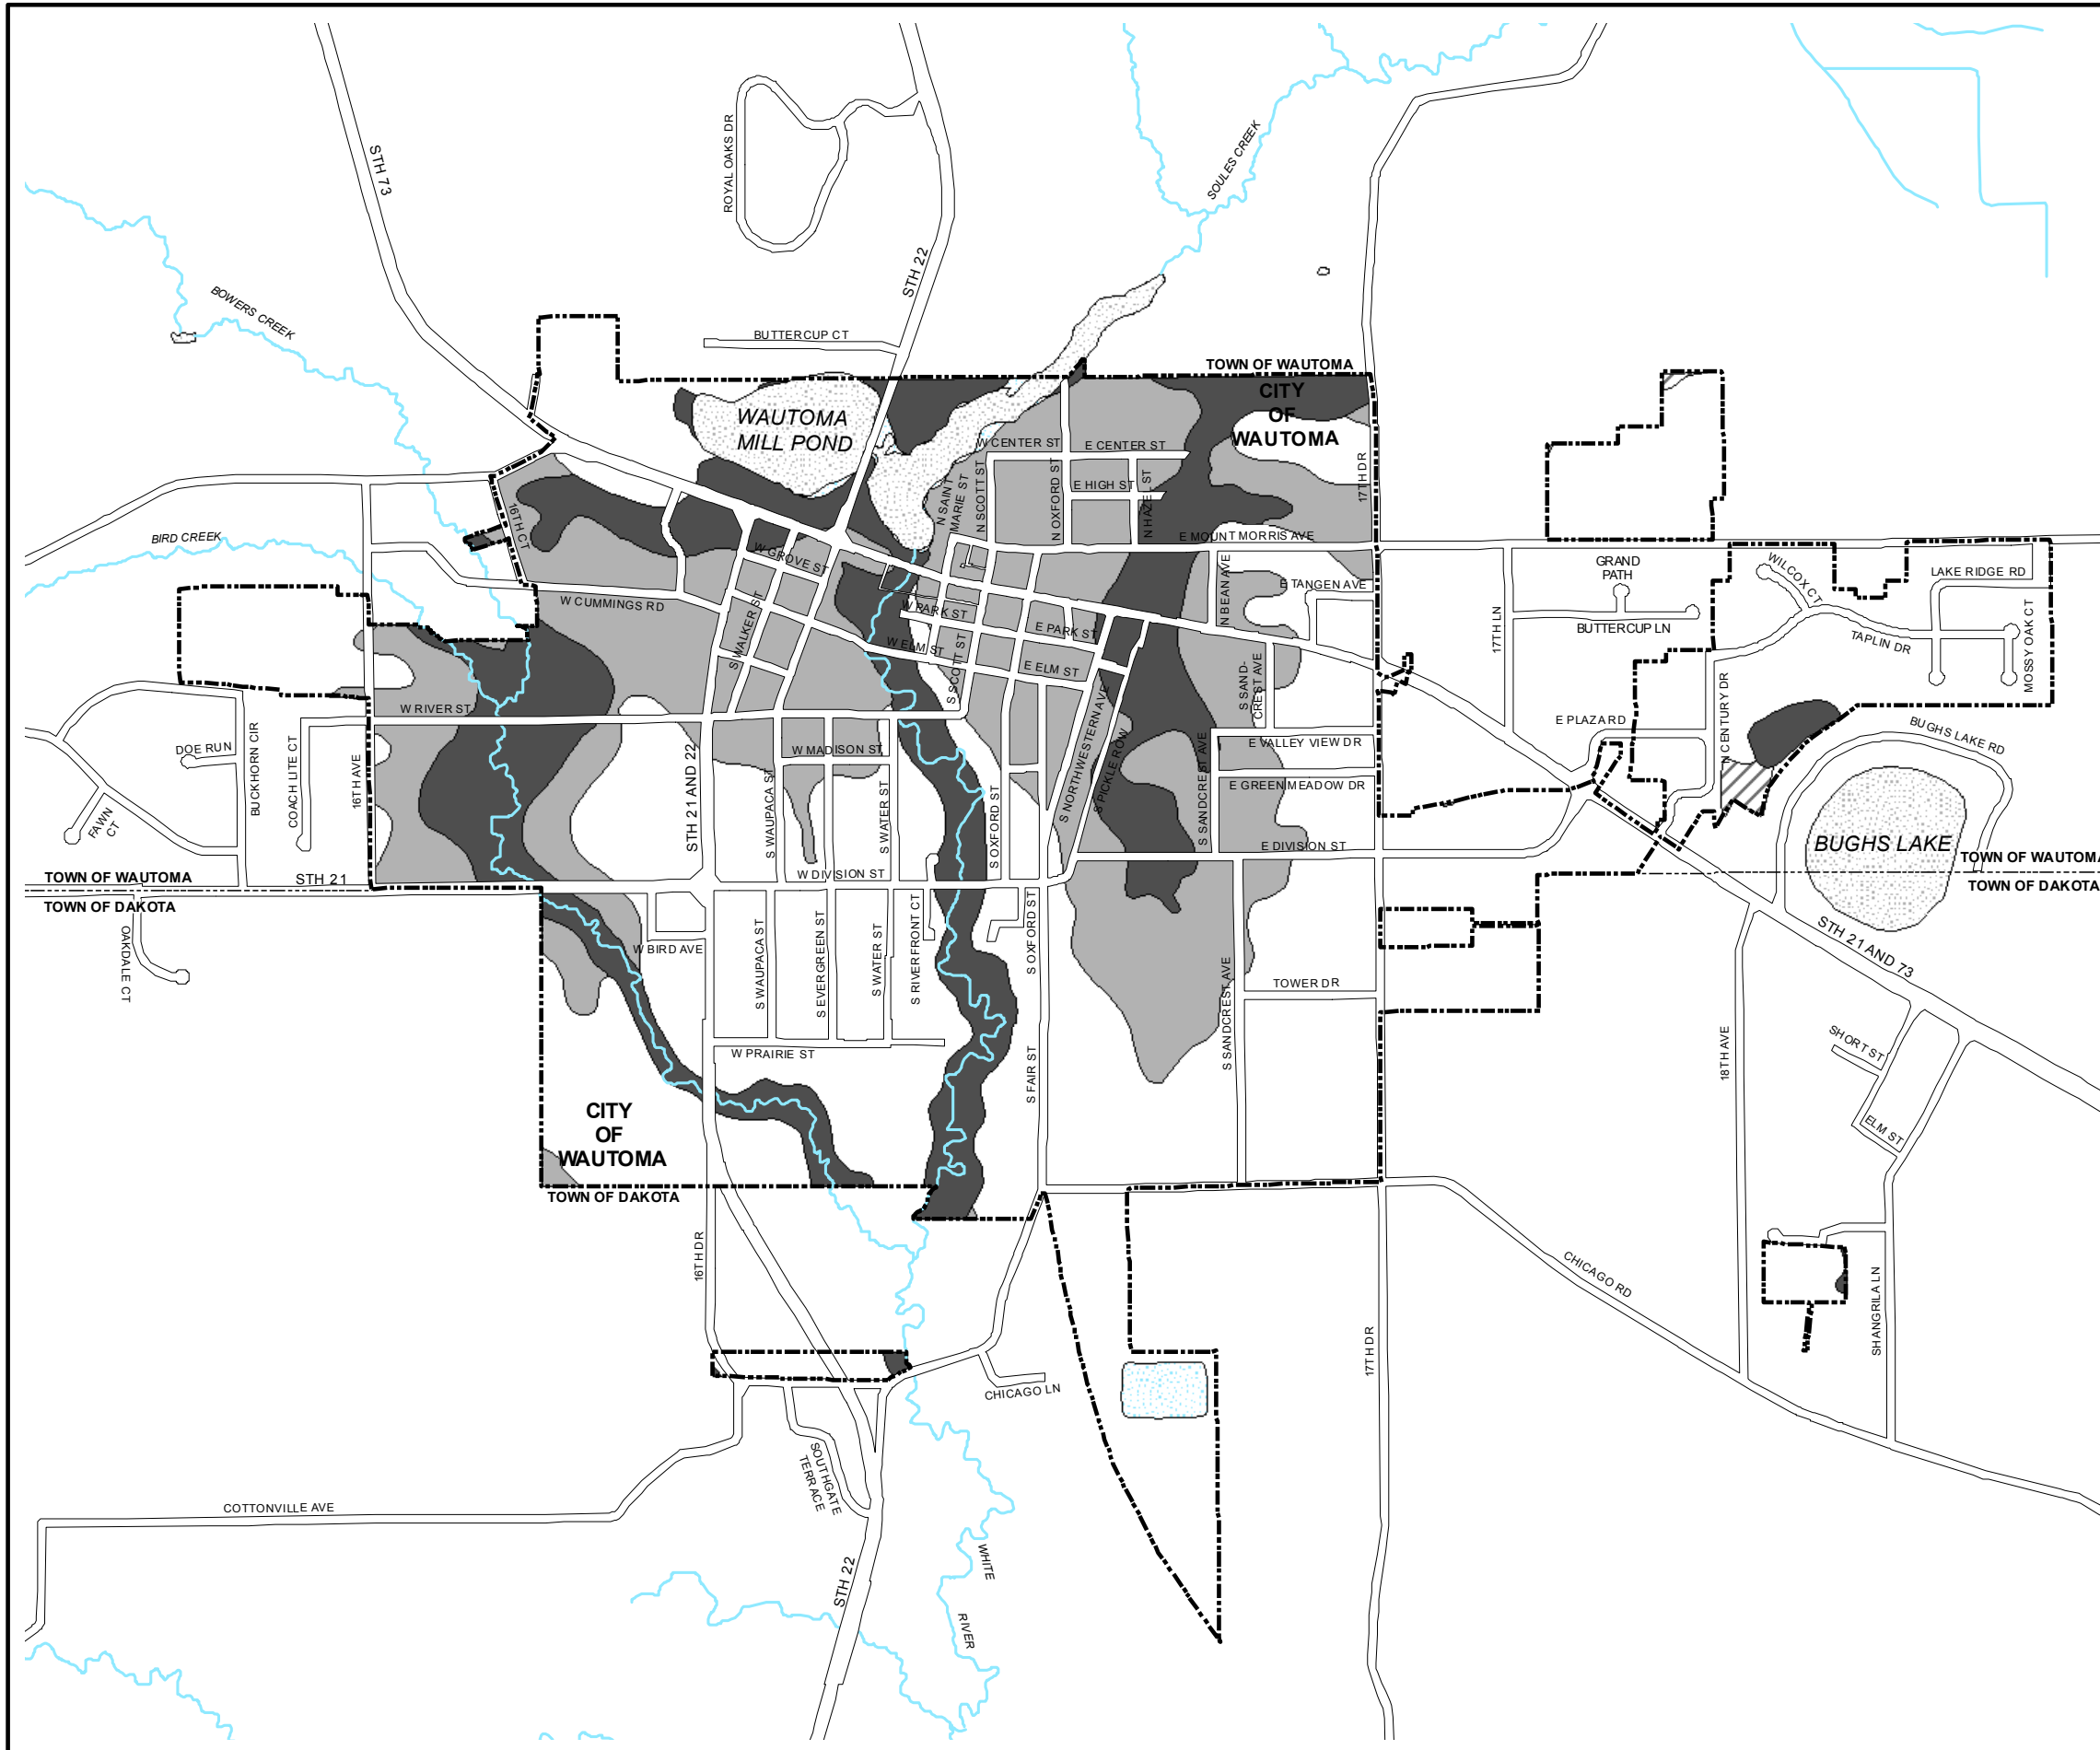 STH 73
ROYAL OAKS DR
SOULES CREEK
STH 22
BOWERS CREEK
BUTTERCUP CT
TOWN OF WAUTOMA
CITY
OF
WAUTOMA
WAUTOMA
MILL POND
W CENTER ST
E CENTER ST
E HIGH ST
N SAINT
MARIE ST
N SCOTT ST
N OXFORD ST
17TH DR
16TH CT
BIRD CREEK
E MOUNT MORRIS AVE
W GROVE ST
N BEAN AVE
E TANGEN AVE
GRAND
PATH
WILCOX CT
LAKE RIDGE RD
W CUMMINGS RD
W PARK ST
E PARK ST
17TH LN
BUTTERCUP LN
TAPLIN DR
MOSSY OAK CT
S WALKER ST
W ELM ST
E ELM ST
S SCOTT ST
S SAND-
CREST AVE
N CENTURY DR
W RIVER ST
E PLAZA RD
BUGHS LAKE RD
DOE RUN
BUCKHORN CIR
COACH LITE CT
16TH AVE
STH 21 AND 22
W MADISON ST
S WAUPACA ST
S WATER ST
S OXFORD ST
S NORTHWESTERN AVE
S PICKLE ROW
S SANDCREST AVE
E VALLEY VIEW DR
E GREEN MEADOW DR
FAWN
CT
E DIVISION ST
BUGHS LAKE
TOWN OF WAUTOMA
TOWN OF DAKOTA
STH 21
W DIVISION ST
TOWN OF WAUTOMA
TOWN OF DAKOTA
OAKDALE CT
W BIRD AVE
S WAUPACA ST
S EVERGREEN ST
S WATER ST
S RIVERFRONT CT
S OXFORD ST
S SANDCREST AVE
TOWER DR
STH 21 AND 73
W PRAIRIE ST
S FAIR ST
18TH AVE
SHORT ST
ELM ST
CITY
OF
WAUTOMA
TOWN OF DAKOTA
16TH DR
CHICAGO RD
SHANGRILA LN
17TH DR
CHICAGO LN
SOUTHGATE
TERRACE
COTTONVILLE AVE
STH 22
WHITE
RIVER